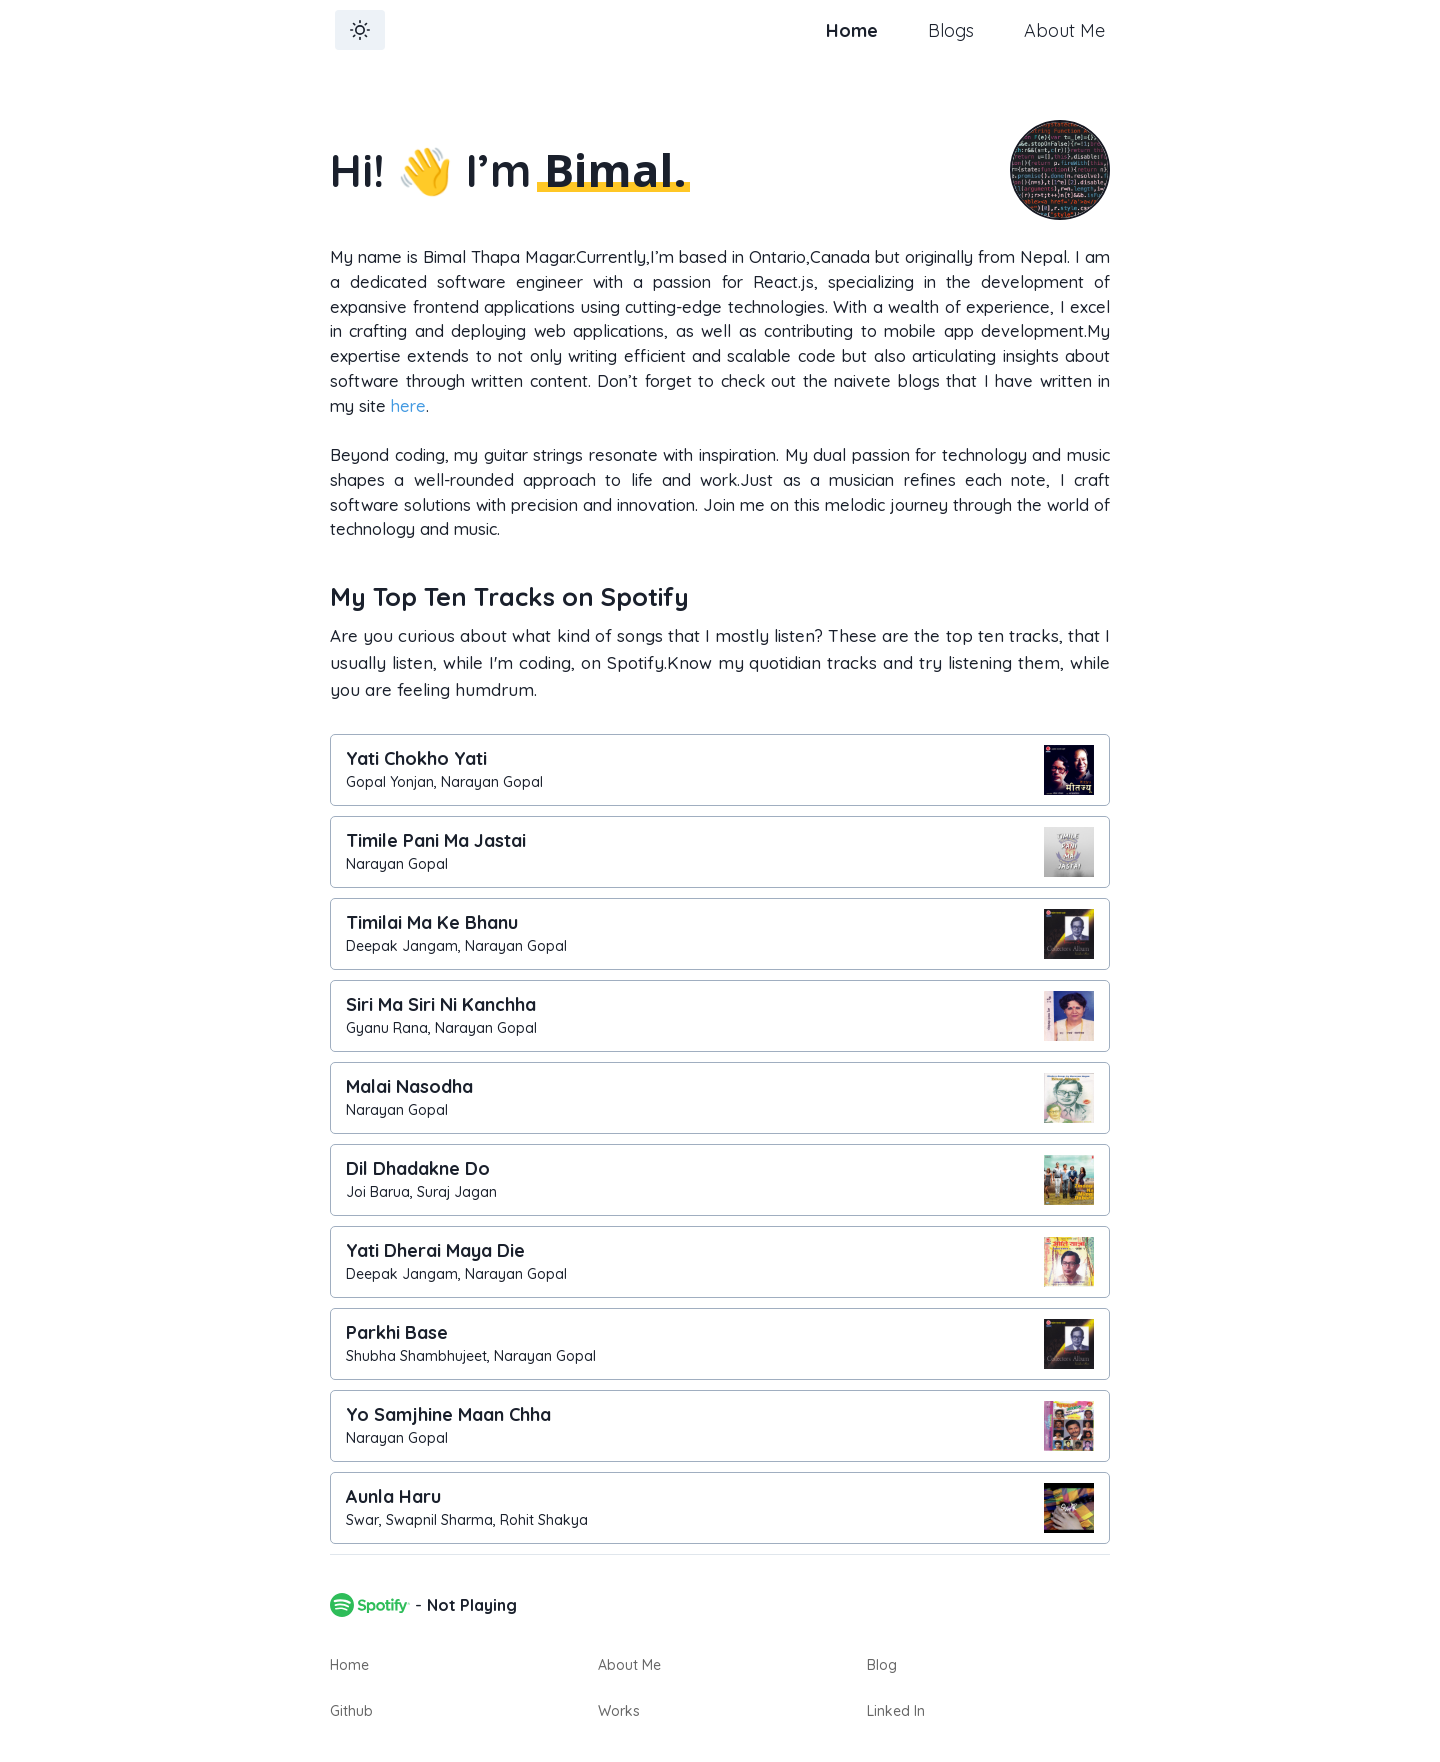 Home Blogs About Me
Hi! 👋 I’m Bimal.
My name is Bimal Thapa Magar.Currently,I’m based in Ontario,Canada but originally from Nepal. I am
a dedicated software engineer with a passion for React.js, specializing in the development of
expansive frontend applications using cutting-edge technologies. With a wealth of experience, I excel
in crafting and deploying web applications, as well as contributing to mobile app development.My
expertise extends to not only writing efficient and scalable code but also articulating insights about
software through written content. Don’t forget to check out the naivete blogs that I have written in
my site here.
Beyond coding, my guitar strings resonate with inspiration. My dual passion for technology and music
shapes a well-rounded approach to life and work.Just as a musician refines each note, I craft
software solutions with precision and innovation. Join me on this melodic journey through the world of
technology and music.
My Top Ten Tracks on Spotify
Are you curious about what kind of songs that I mostly listen? These are the top ten tracks, that I
usually listen, while I'm coding, on Spotify.Know my quotidian tracks and try listening them, while
you are feeling humdrum.
Yati Chokho Yati
Gopal Yonjan, Narayan Gopal
मीतज्यू
Timile Pani Ma Jastai
Narayan Gopal
TIMILE
PANI
MA
JASTAI
Timilai Ma Ke Bhanu
Deepak Jangam, Narayan Gopal
Siri Ma Siri Ni Kanchha
Gyanu Rana, Narayan Gopal
Malai Nasodha
Narayan Gopal
Dil Dhadakne Do
Joi Barua, Suraj Jagan
Yati Dherai Maya Die
Deepak Jangam, Narayan Gopal
Parkhi Base
Shubha Shambhujeet, Narayan Gopal
Yo Samjhine Maan Chha
Narayan Gopal
Aunla Haru
Swar, Swapnil Sharma, Rohit Shakya
Spotify - Not Playing
Home About Me Blog
Github Works Linked In